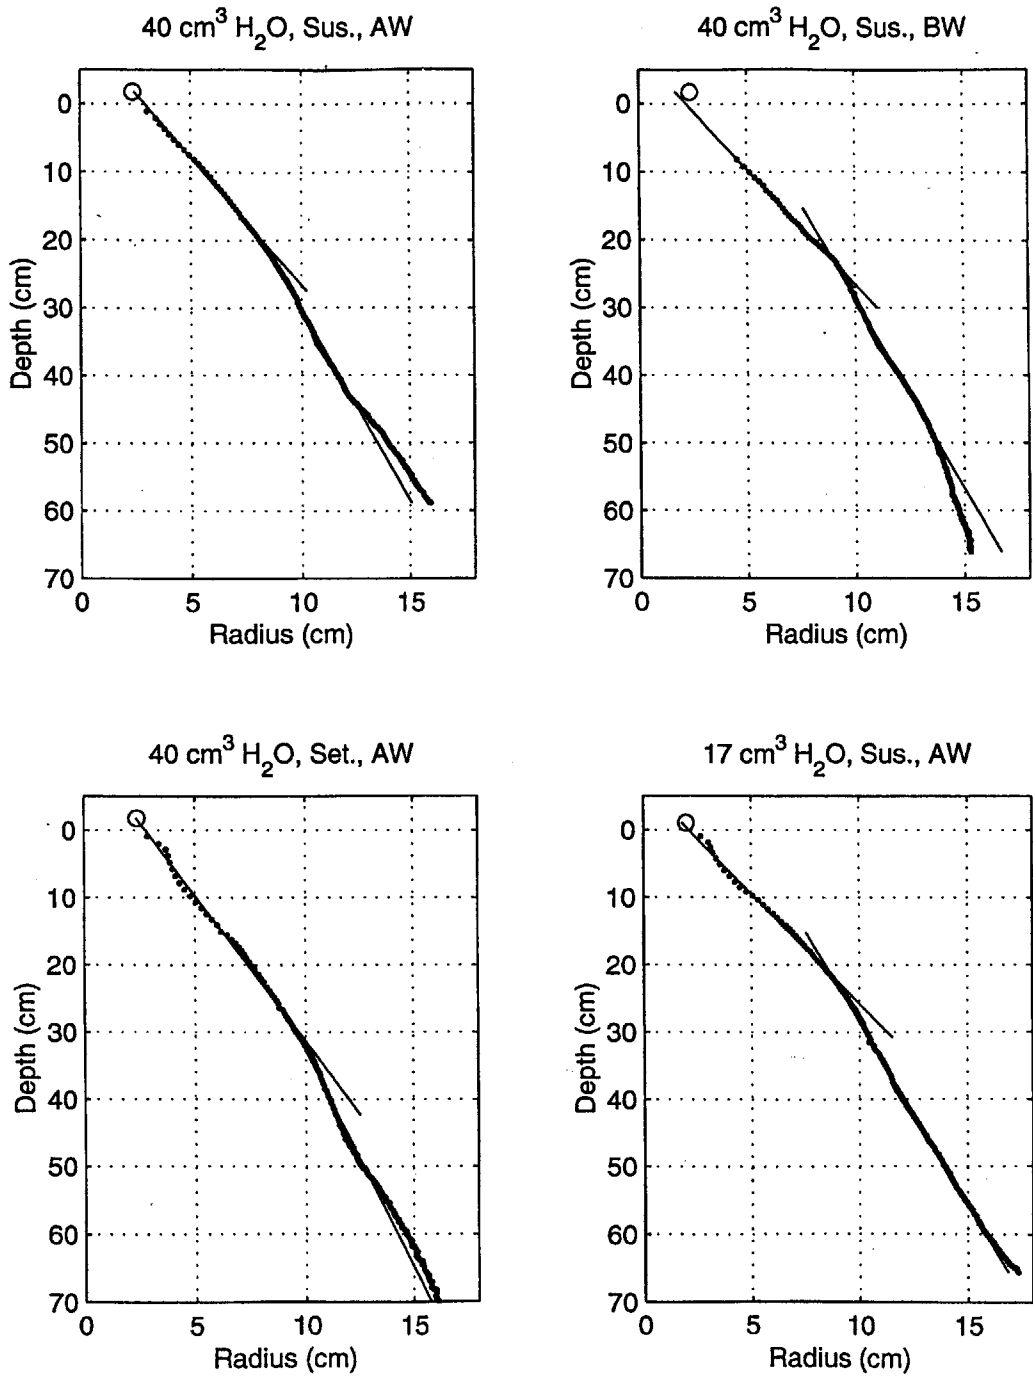 40 cm³ H₂O, Sus., AW
0
10
20
30
40
50
60
70
Depth (cm)
0 5 10 15
Radius (cm)
40 cm³ H₂O, Sus., BW
0
10
20
30
40
50
60
70
Depth (cm)
0 5 10 15
Radius (cm)
40 cm³ H₂O, Set., AW
0
10
20
30
40
50
60
70
Depth (cm)
0 5 10 15
Radius (cm)
17 cm³ H₂O, Sus., AW
0
10
20
30
40
50
60
70
Depth (cm)
0 5 10 15
Radius (cm)